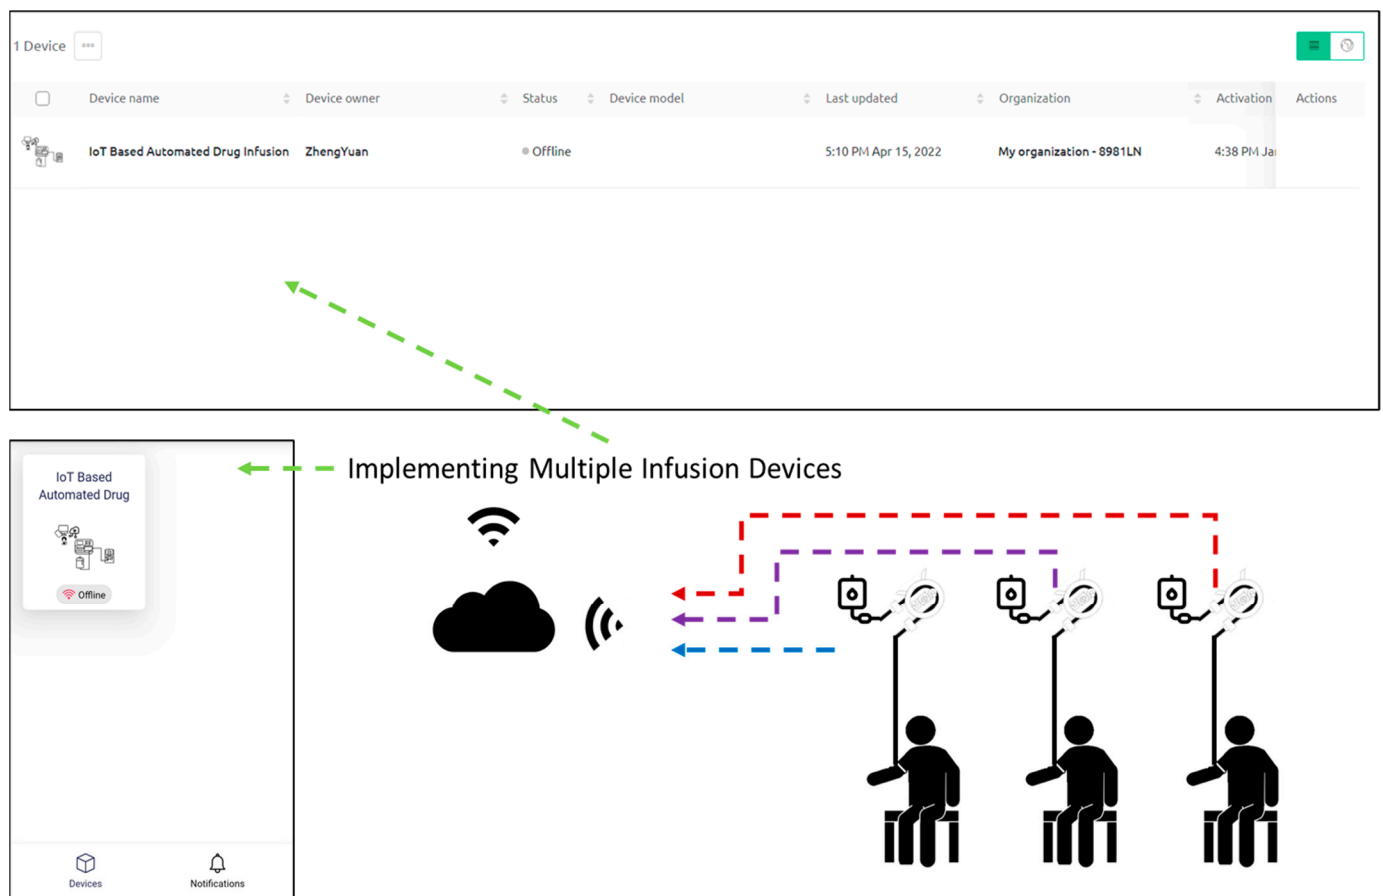 1 Device
Device name Device owner Status Device model Last updated Organization Activation Actions
IoT Based Automated Drug Infusion ZhengYuan Offline 5:10 PM Apr 15, 2022 My organization - 8981LN 4:38 PM Ja
Implementing Multiple Infusion Devices
IoT Based
Automated Drug
Offline
Devices Notifications